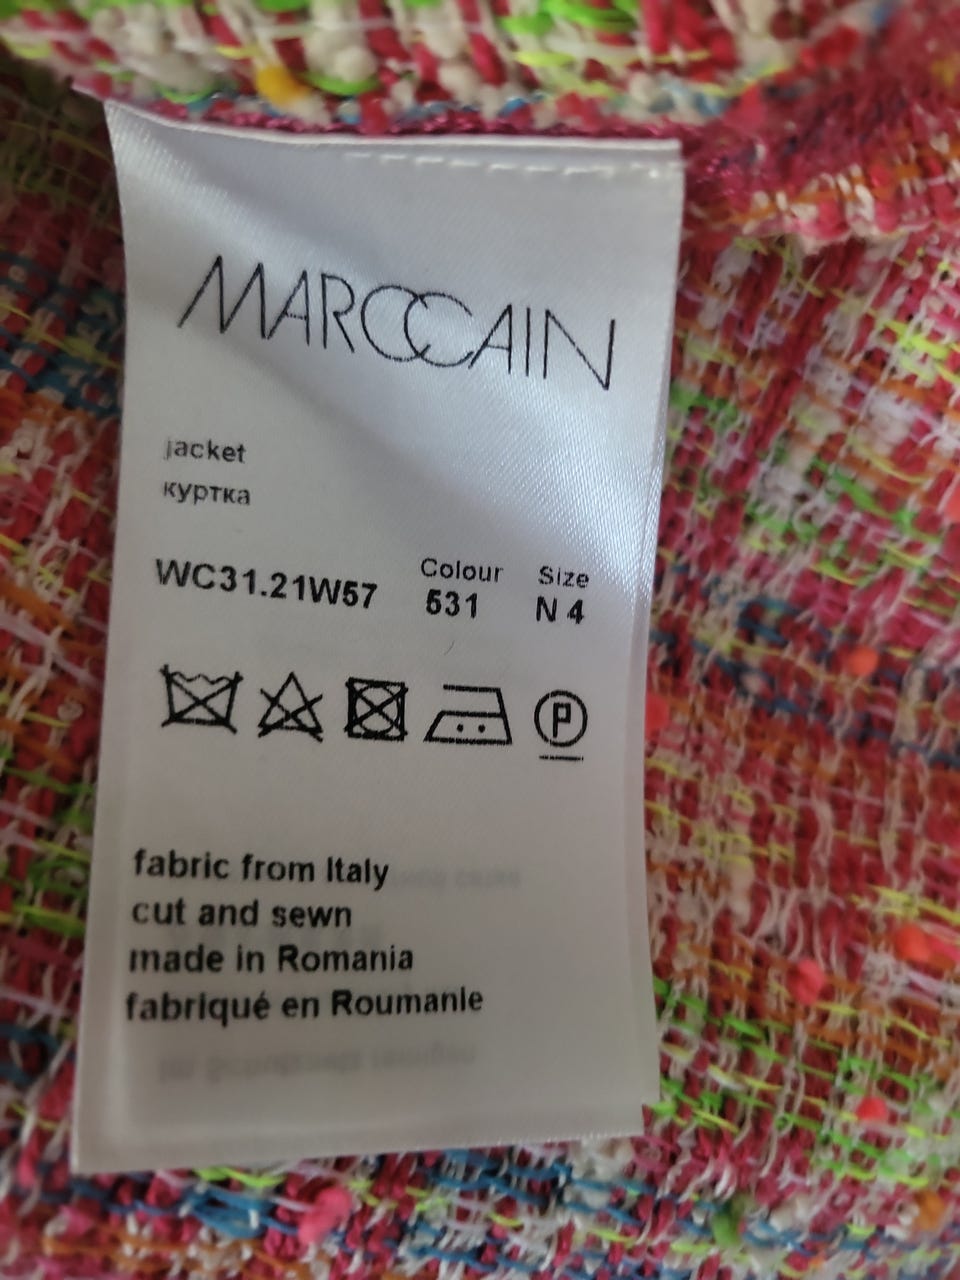 MARCCAIN
jacket
куртка
Colour Size
WC31.21W57 531 N 4
P
fabric from Italy
cut and sewn
made in Romania
fabriqué en Roumanie